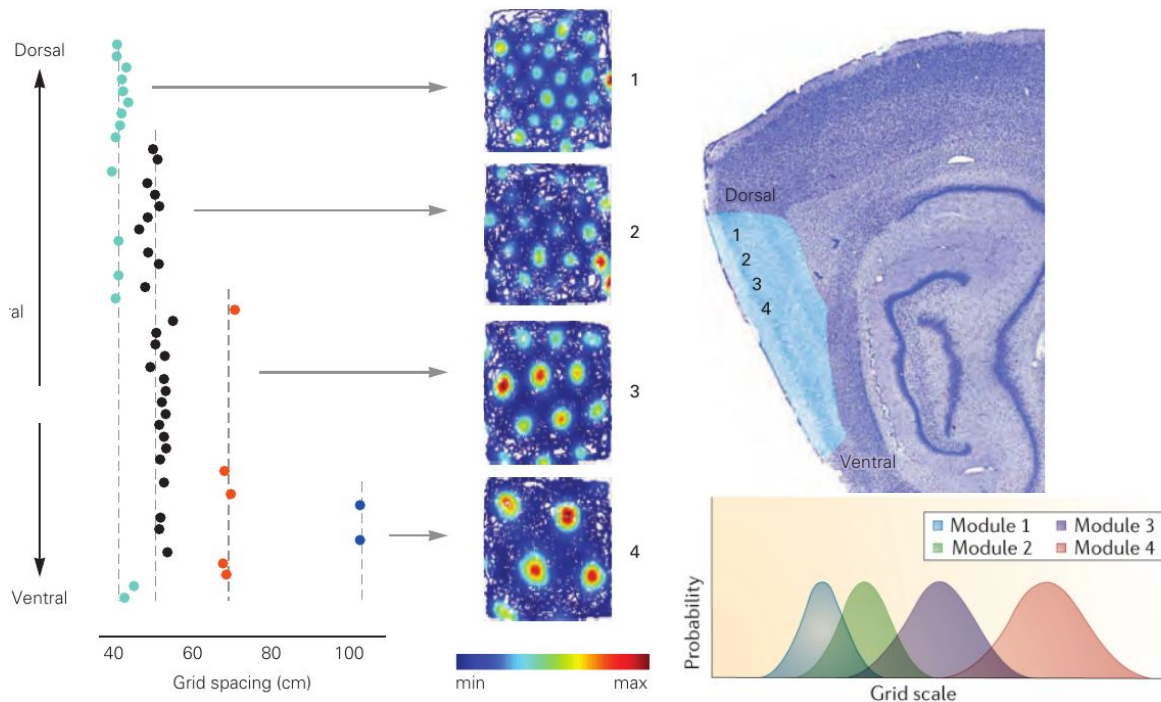 Dorsal
ral
Ventral
40 60 80 100
Grid spacing (cm)
1
2
3
4
min max
Dorsal
1
2
3
4
Ventral
Module 1 Module 3
Module 2 Module 4
Probability
Grid scale